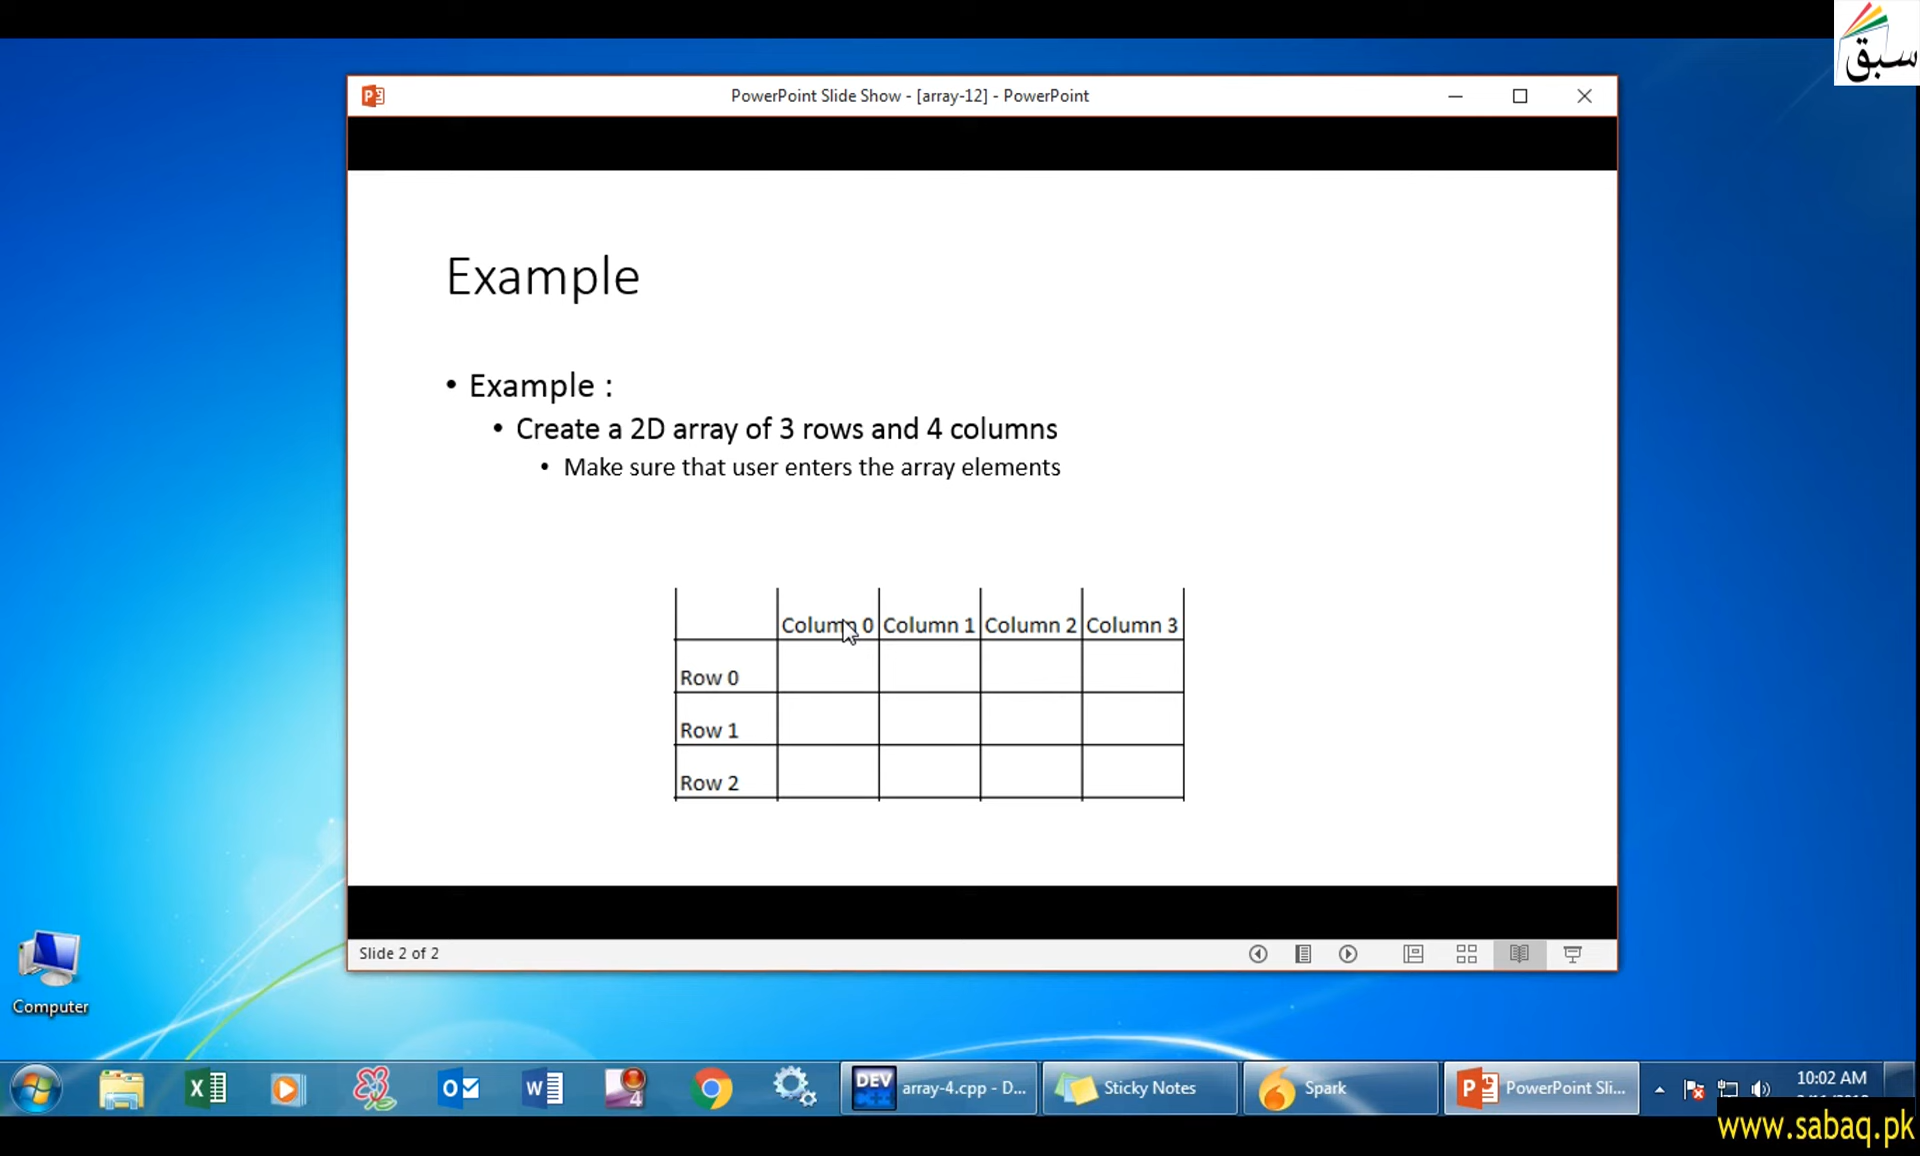 سبق
PowerPoint Slide Show - [array-12] - PowerPoint
Example
• Example :
• Create a 2D array of 3 rows and 4 columns
• Make sure that user enters the array elements
Column 0 Column 1 Column 2 Column 3
Row 0
Row 1
Row 2
Slide 2 of 2
Computer
array-4.cpp - D...
Sticky Notes
Spark
PowerPoint Sli...
10:02 AM
www.sabaq.pk